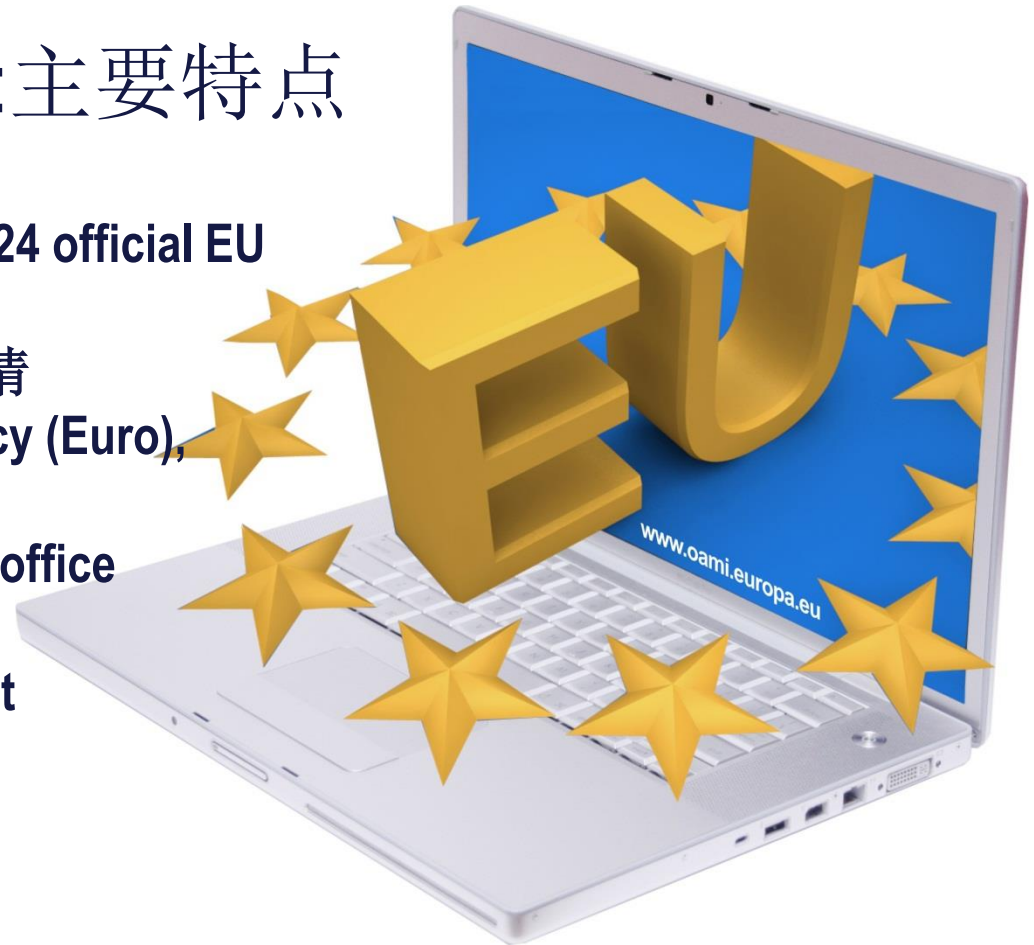 :主要特点
24 official EU
请
cy (Euro),
office
t
EU
www.oami.europa.eu